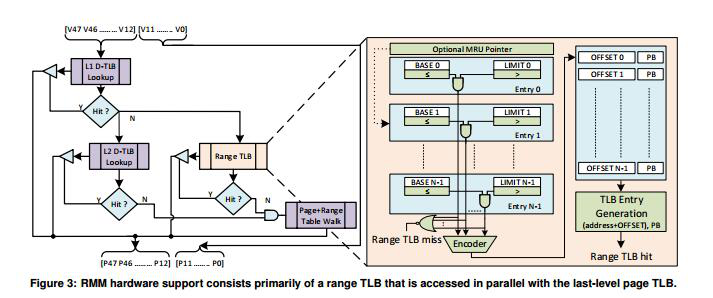 [V47 V46 ......... V12] [V11 ........ V0]
L1 D-TLB
Lookup
Y
Hit ?
N
L2 D-TLB
Lookup
Range TLB
Y
Hit ?
N
Y
Hit ?
N
Page+Range
Table Walk
[P47 P46 ......... P12] [P11 ........ P0]
Optional MRU Pointer
BASE 0
≤
LIMIT 0
>
Entry 0
BASE 1
≤
LIMIT 1
>
Entry 1
BASE N-1
≤
LIMIT N-1
>
Entry N-1
Range TLB miss
Encoder
OFFSET 0 PB
OFFSET 1 PB
OFFSET N-1 PB
TLB Entry
Generation
(address+OFFSET), PB
Range TLB hit
Figure 3: RMM hardware support consists primarily of a range TLB that is accessed in parallel with the last-level page TLB.